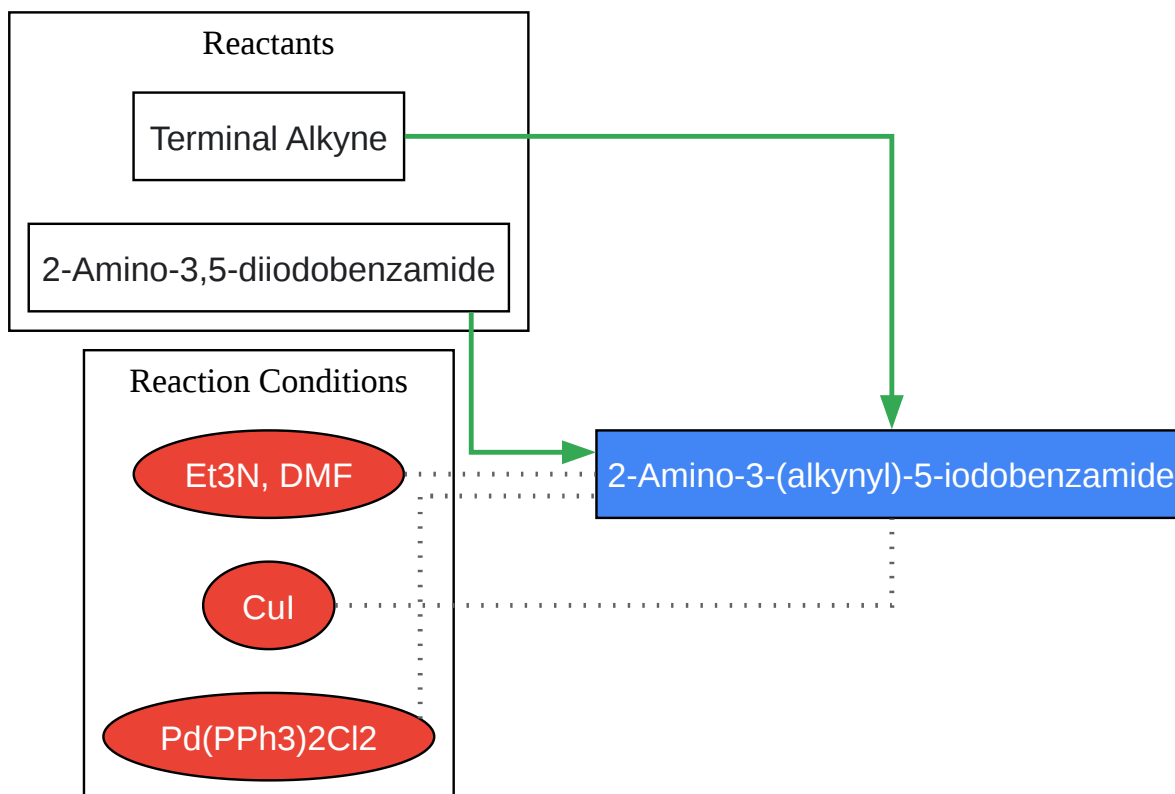 Reactants
Terminal Alkyne
2-Amino-3,5-diiodobenzamide
Reaction Conditions
Et3N, DMF
2-Amino-3-(alkynyl)-5-iodobenzamide
CuI
Pd(PPh3)2Cl2